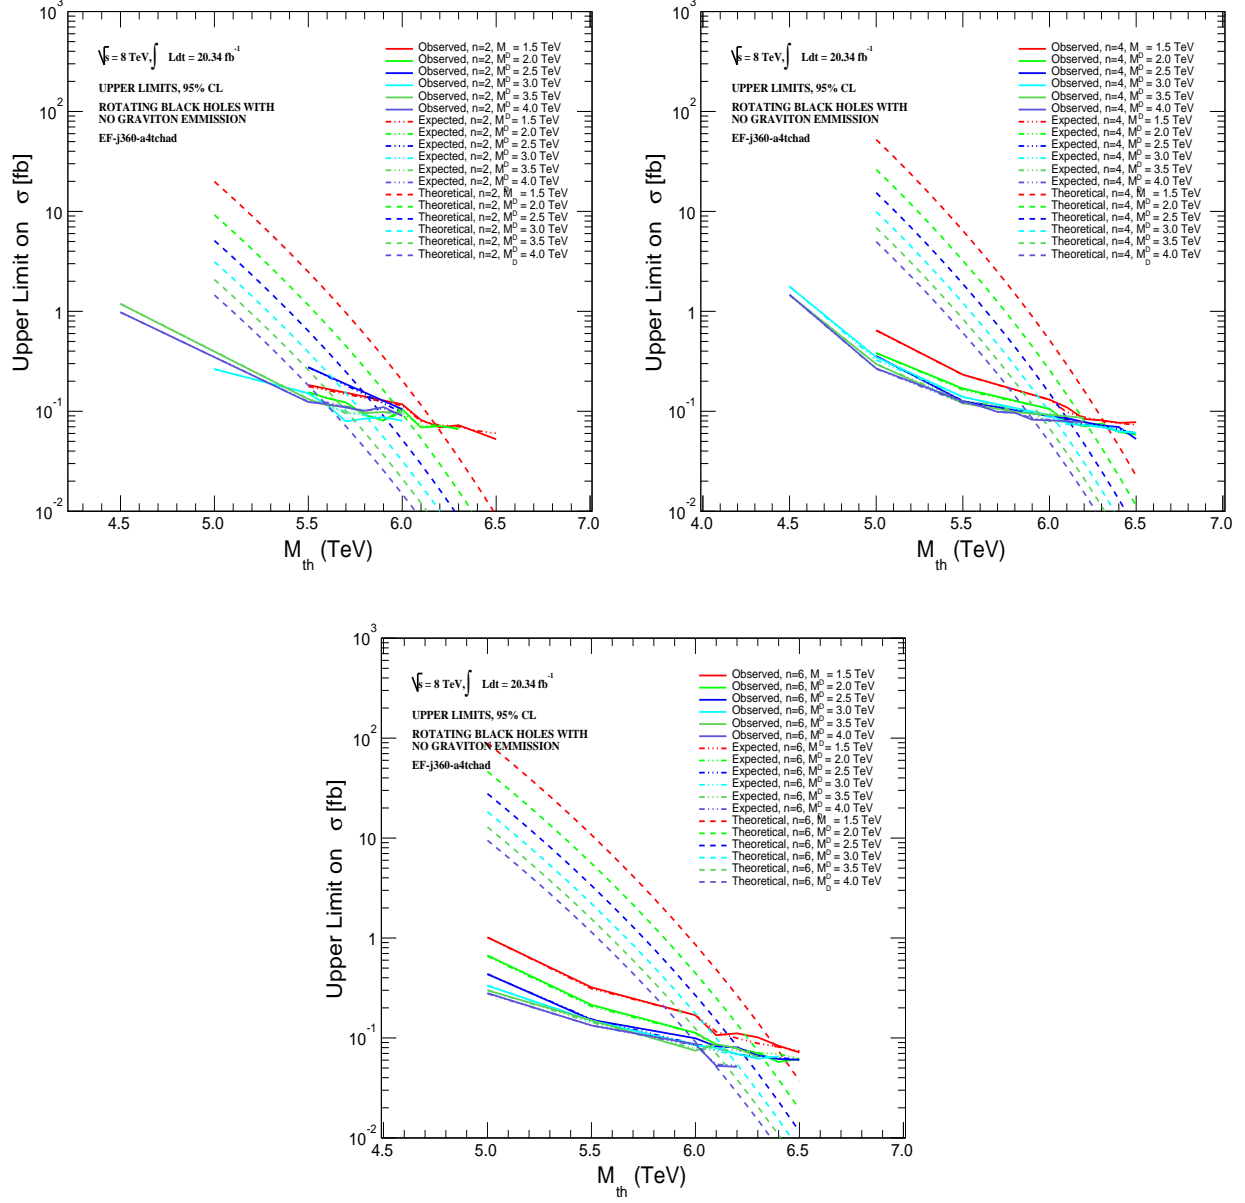 10^3
10^2
10
1
10^-1
10^-2
Upper Limit on σ [fb]
√s = 8 TeV, ∫ Ldt = 20.34 fb^-1
UPPER LIMITS, 95% CL
ROTATING BLACK HOLES WITH
NO GRAVITON EMMISSION
EF-j360-a4tchad
Observed, n=2, M_D = 1.5 TeV
Observed, n=2, M_D = 2.0 TeV
Observed, n=2, M_D = 2.5 TeV
Observed, n=2, M_D = 3.0 TeV
Observed, n=2, M_D = 3.5 TeV
Observed, n=2, M_D = 4.0 TeV
Expected, n=2, M_D = 1.5 TeV
Expected, n=2, M_D = 2.0 TeV
Expected, n=2, M_D = 2.5 TeV
Expected, n=2, M_D = 3.0 TeV
Expected, n=2, M_D = 3.5 TeV
Expected, n=2, M_D = 4.0 TeV
Theoretical, n=2, M_D = 1.5 TeV
Theoretical, n=2, M_D = 2.0 TeV
Theoretical, n=2, M_D = 2.5 TeV
Theoretical, n=2, M_D = 3.0 TeV
Theoretical, n=2, M_D = 3.5 TeV
Theoretical, n=2, M_D = 4.0 TeV
4.5 5.0 5.5 6.0 6.5 7.0
M_th (TeV)
10^3
10^2
10
1
10^-1
10^-2
Upper Limit on σ [fb]
√s = 8 TeV, ∫ Ldt = 20.34 fb^-1
UPPER LIMITS, 95% CL
ROTATING BLACK HOLES WITH
NO GRAVITON EMMISSION
EF-j360-a4tchad
Observed, n=4, M_D = 1.5 TeV
Observed, n=4, M_D = 2.0 TeV
Observed, n=4, M_D = 2.5 TeV
Observed, n=4, M_D = 3.0 TeV
Observed, n=4, M_D = 3.5 TeV
Observed, n=4, M_D = 4.0 TeV
Expected, n=4, M_D = 1.5 TeV
Expected, n=4, M_D = 2.0 TeV
Expected, n=4, M_D = 2.5 TeV
Expected, n=4, M_D = 3.0 TeV
Expected, n=4, M_D = 3.5 TeV
Expected, n=4, M_D = 4.0 TeV
Theoretical, n=4, M_D = 1.5 TeV
Theoretical, n=4, M_D = 2.0 TeV
Theoretical, n=4, M_D = 2.5 TeV
Theoretical, n=4, M_D = 3.0 TeV
Theoretical, n=4, M_D = 3.5 TeV
Theoretical, n=4, M_D = 4.0 TeV
4.0 4.5 5.0 5.5 6.0 6.5 7.0
M_th (TeV)
10^3
10^2
10
1
10^-1
10^-2
Upper Limit on σ [fb]
√s = 8 TeV, ∫ Ldt = 20.34 fb^-1
UPPER LIMITS, 95% CL
ROTATING BLACK HOLES WITH
NO GRAVITON EMMISSION
EF-j360-a4tchad
Observed, n=6, M_D = 1.5 TeV
Observed, n=6, M_D = 2.0 TeV
Observed, n=6, M_D = 2.5 TeV
Observed, n=6, M_D = 3.0 TeV
Observed, n=6, M_D = 3.5 TeV
Observed, n=6, M_D = 4.0 TeV
Expected, n=6, M_D = 1.5 TeV
Expected, n=6, M_D = 2.0 TeV
Expected, n=6, M_D = 2.5 TeV
Expected, n=6, M_D = 3.0 TeV
Expected, n=6, M_D = 3.5 TeV
Expected, n=6, M_D = 4.0 TeV
Theoretical, n=6, M_D = 1.5 TeV
Theoretical, n=6, M_D = 2.0 TeV
Theoretical, n=6, M_D = 2.5 TeV
Theoretical, n=6, M_D = 3.0 TeV
Theoretical, n=6, M_D = 3.5 TeV
Theoretical, n=6, M_D = 4.0 TeV
4.5 5.0 5.5 6.0 6.5 7.0
M_th (TeV)